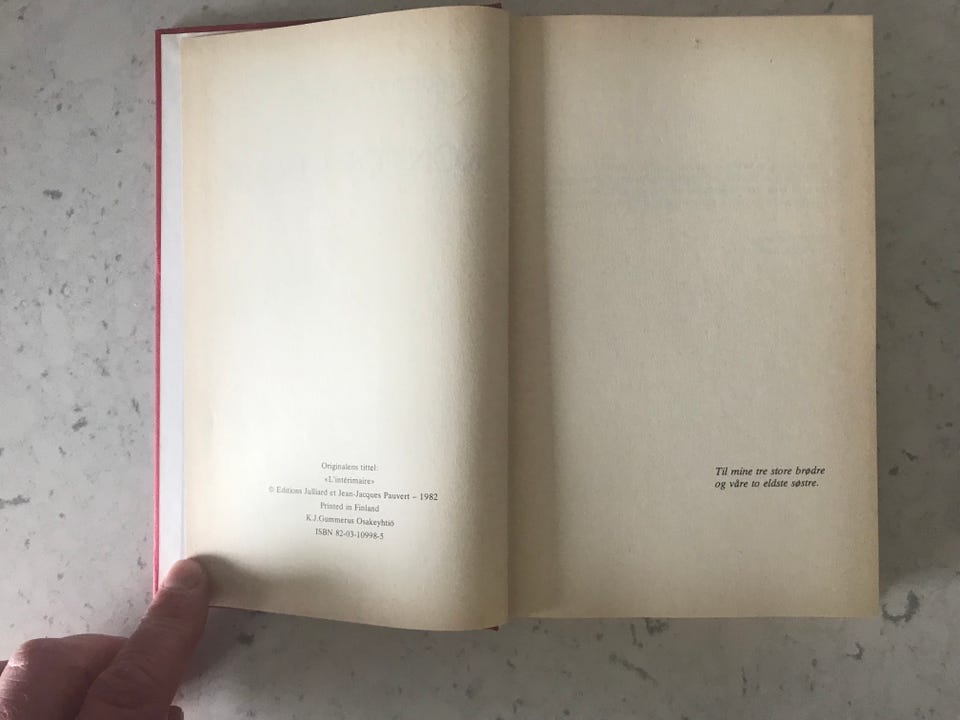 Originalens tittel:
«L'intérimaire»
© Editions Julliard et Jean-Jacques Pauvert – 1982
Printed in Finland
K.J.Gummerus Osakeyhtiö
ISBN 82-03-10998-5
Til mine tre store brødre
og våre to eldste søstre.